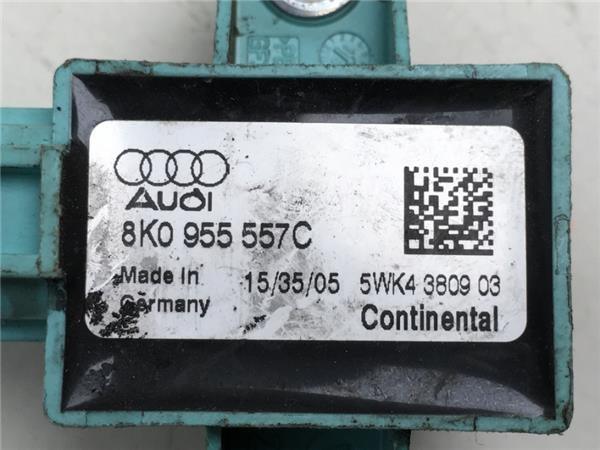 Audi
8K0 955 557C
Made In 15/35/05 5WK4 3809 03
Germany Continental